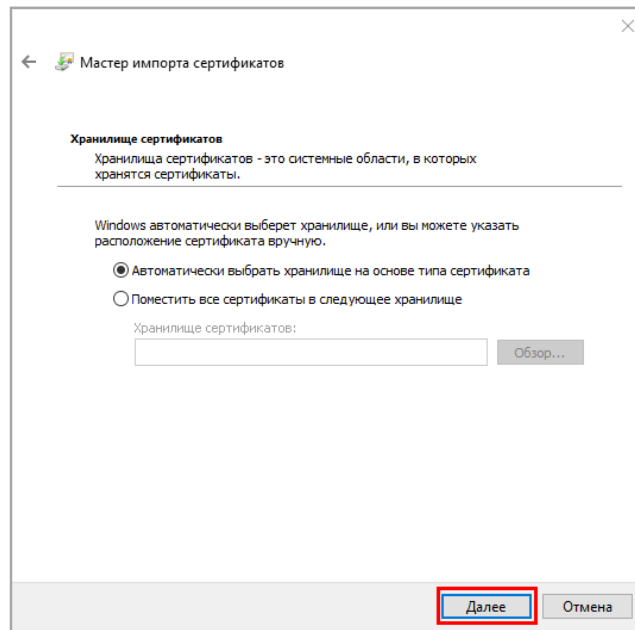 Мастер импорта сертификатов
Хранилище сертификатов
Хранилища сертификатов - это системные области, в которых
хранятся сертификаты.
Windows автоматически выберет хранилище, или вы можете указать
расположение сертификата вручную.
Автоматически выбрать хранилище на основе типа сертификата
Поместить все сертификаты в следующее хранилище
Хранилище сертификатов:
Обзор...
Далее
Отмена